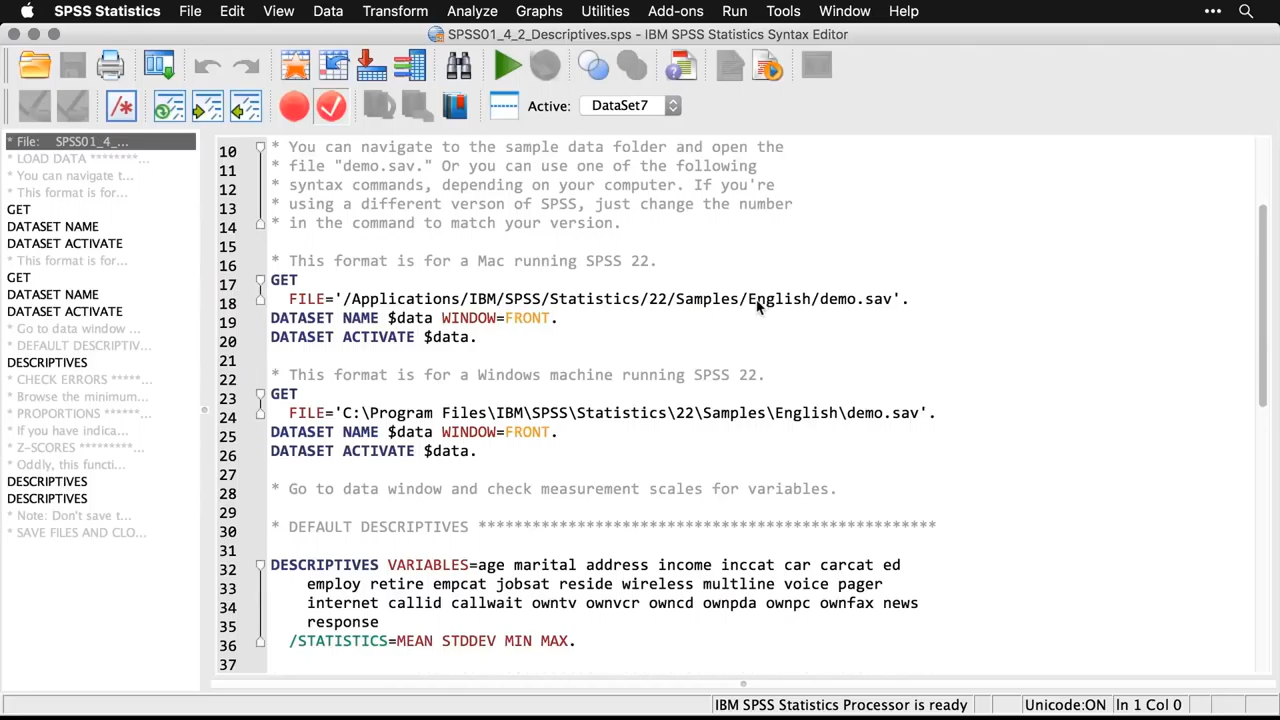 SPSS Statistics File Edit View Data Transform Analyze Graphs Utilities Add-ons Run Tools Window Help
SPSS01_4_2_Descriptives.sps - IBM SPSS Statistics Syntax Editor
Active: DataSet7
* File: SPSS01_4_...
* LOAD DATA ********...
* You can navigate t...
* This format is for...
GET
DATASET NAME
DATASET ACTIVATE
* This format is for...
GET
DATASET NAME
DATASET ACTIVATE
* Go to data window ...
* DEFAULT DESCRIPTIV...
DESCRIPTIVES
* CHECK ERRORS *****...
* Browse the minimum...
* PROPORTIONS ******...
* If you have indica...
* Z-SCORES *********...
* Oddly, this functi...
DESCRIPTIVES
DESCRIPTIVES
* Note: Don't save t...
* SAVE FILES AND CLO...
10 * You can navigate to the sample data folder and open the
11 * file "demo.sav." Or you can use one of the following
12 * syntax commands, depending on your computer. If you're
13 * using a different verson of SPSS, just change the number
14 * in the command to match your version.
15
16 * This format is for a Mac running SPSS 22.
17 GET
18 FILE='/Applications/IBM/SPSS/Statistics/22/Samples/English/demo.sav'.
19 DATASET NAME $data WINDOW=FRONT.
20 DATASET ACTIVATE $data.
21
22 * This format is for a Windows machine running SPSS 22.
23 GET
24 FILE='C:\Program Files\IBM\SPSS\Statistics\22\Samples\English\demo.sav'.
25 DATASET NAME $data WINDOW=FRONT.
26 DATASET ACTIVATE $data.
27
28 * Go to data window and check measurement scales for variables.
29
30 * DEFAULT DESCRIPTIVES ***************************************************
31
32 DESCRIPTIVES VARIABLES=age marital address income inccat car carcat ed
33 employ retire empcat jobsat reside wireless multline voice pager
34 internet callid callwait owntv ownvcr owncd ownpda ownpc ownfax news
35 response
36 /STATISTICS=MEAN STDDEV MIN MAX.
37
IBM SPSS Statistics Processor is ready Unicode:ON In 1 Col 0